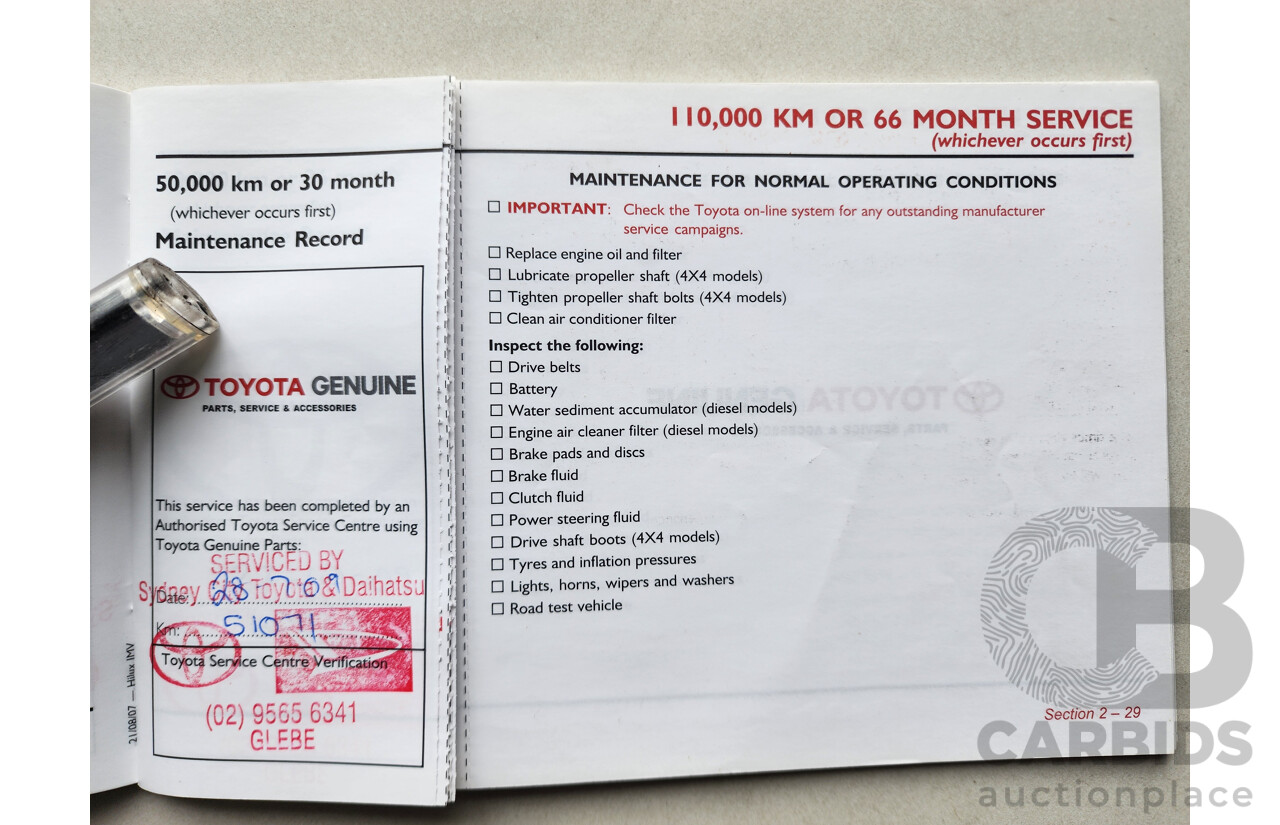 50,000 km or 30 month
(whichever occurs first)
Maintenance Record
TOYOTA GENUINE
PARTS, SERVICE & ACCESSORIES
This service has been completed by an
Authorised Toyota Service Centre using
Toyota Genuine Parts:
SERVICED BY
Sydney City Toyota & Daihatsu
Date: 28 7 09
Km: 51071
Toyota Service Centre Verification
(02) 9565 6341
GLEBE
21/08/07 — Hilux IMV
110,000 KM OR 66 MONTH SERVICE
(whichever occurs first)
MAINTENANCE FOR NORMAL OPERATING CONDITIONS
IMPORTANT: Check the Toyota on-line system for any outstanding manufacturer
service campaigns.
Replace engine oil and filter
Lubricate propeller shaft (4X4 models)
Tighten propeller shaft bolts (4X4 models)
Clean air conditioner filter
Inspect the following:
Drive belts
Battery
Water sediment accumulator (diesel models)
Engine air cleaner filter (diesel models)
Brake pads and discs
Brake fluid
Clutch fluid
Power steering fluid
Drive shaft boots (4X4 models)
Tyres and inflation pressures
Lights, horns, wipers and washers
Road test vehicle
Section 2 – 29
CB
CARBIDS
auctionplace